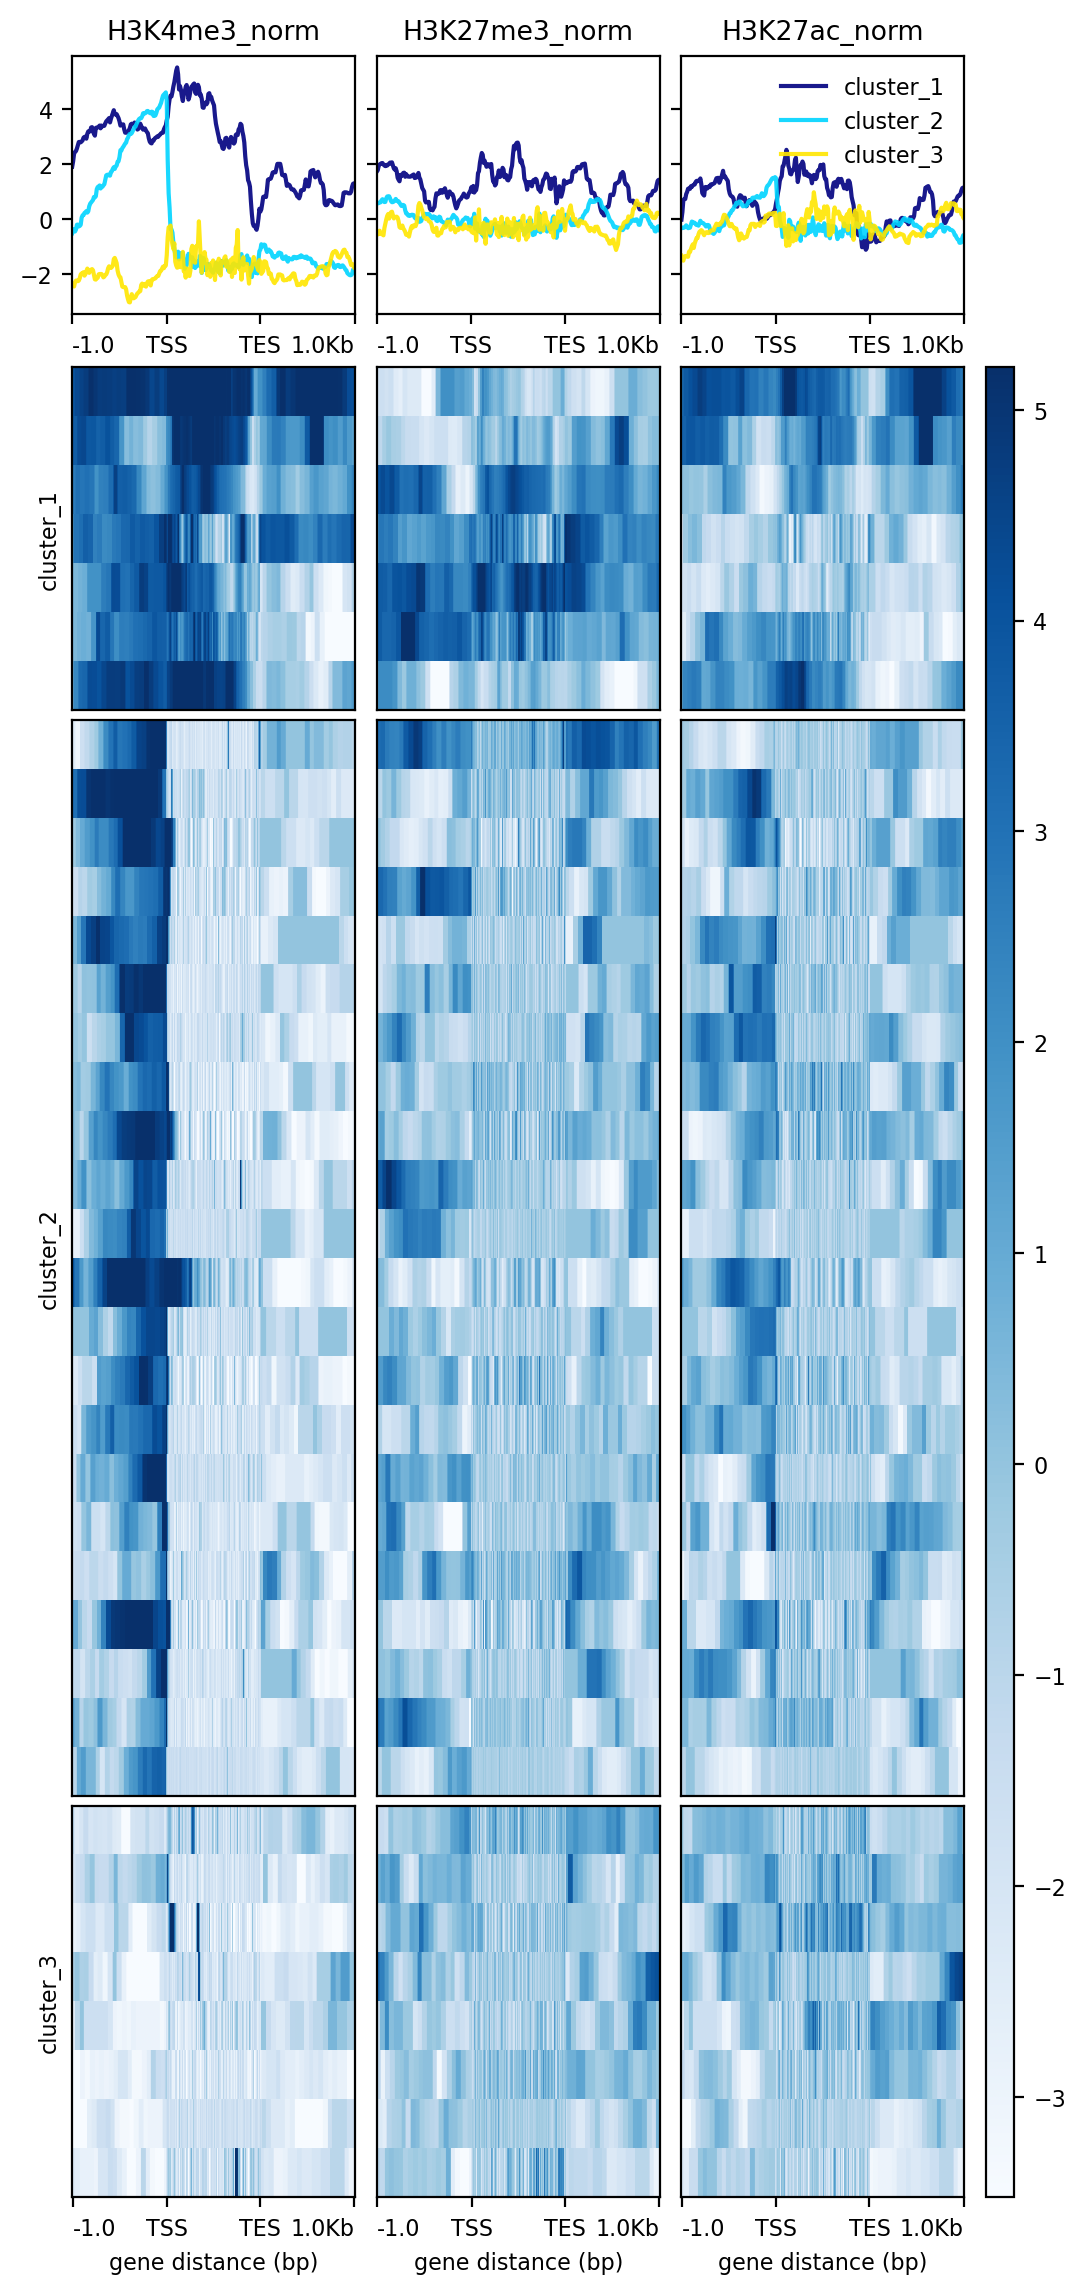 H3K4me3_norm H3K27me3_norm H3K27ac_norm
cluster_1
cluster_2
cluster_3
4
2
0
−2
-1.0 TSS TES 1.0Kb -1.0 TSS TES 1.0Kb -1.0 TSS TES 1.0Kb
cluster_1
cluster_2
cluster_3
5
4
3
2
1
0
−1
−2
−3
-1.0 TSS TES 1.0Kb -1.0 TSS TES 1.0Kb -1.0 TSS TES 1.0Kb
gene distance (bp) gene distance (bp) gene distance (bp)